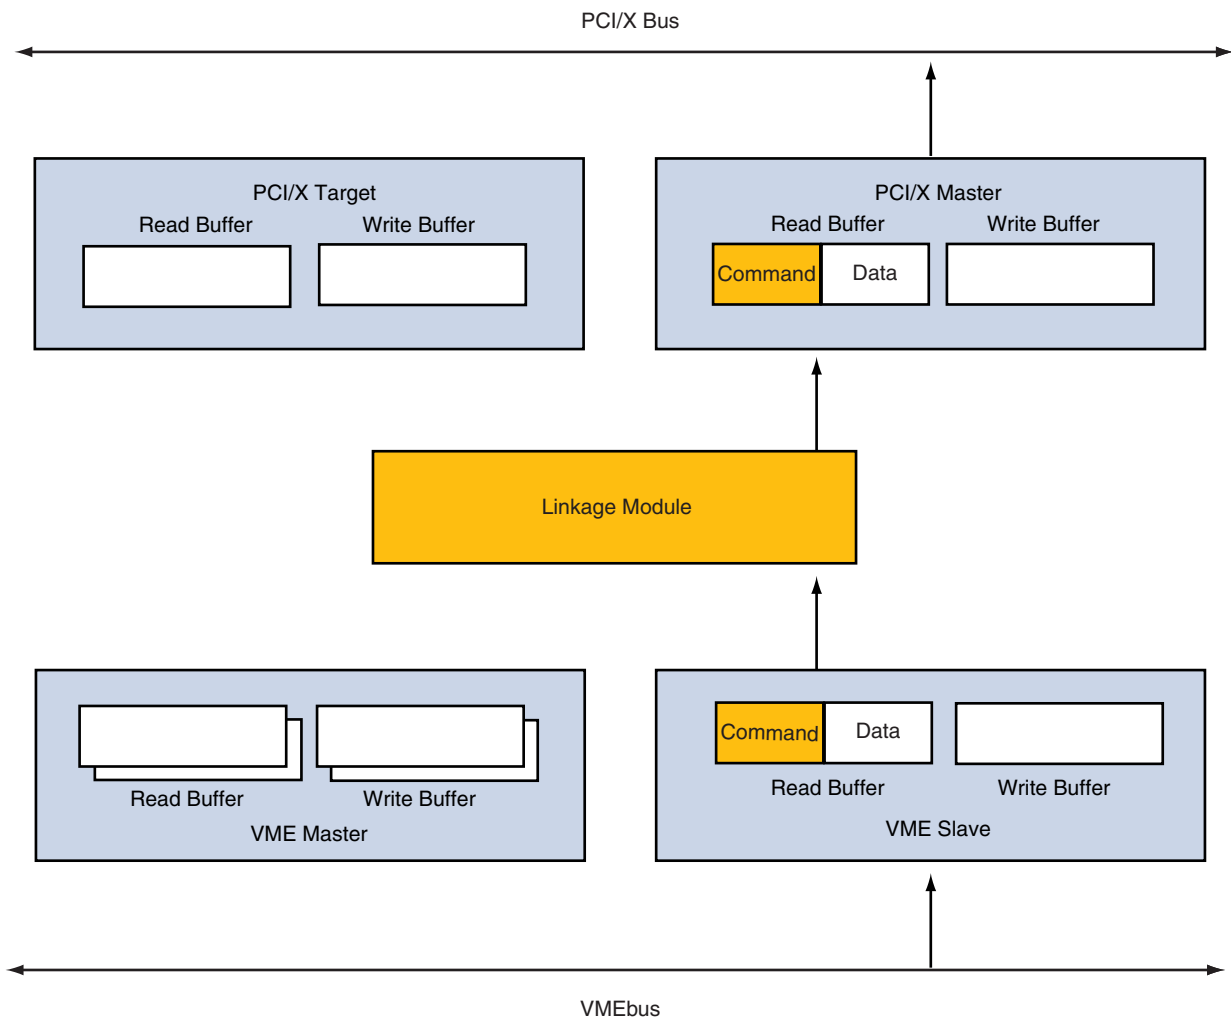 PCI/X Bus
PCI/X Target
PCI/X Master
Read Buffer
Write Buffer
Read Buffer
Write Buffer
Command
Data
Linkage Module
Command
Data
Read Buffer
Write Buffer
Read Buffer
Write Buffer
VME Master
VME Slave
VMEbus